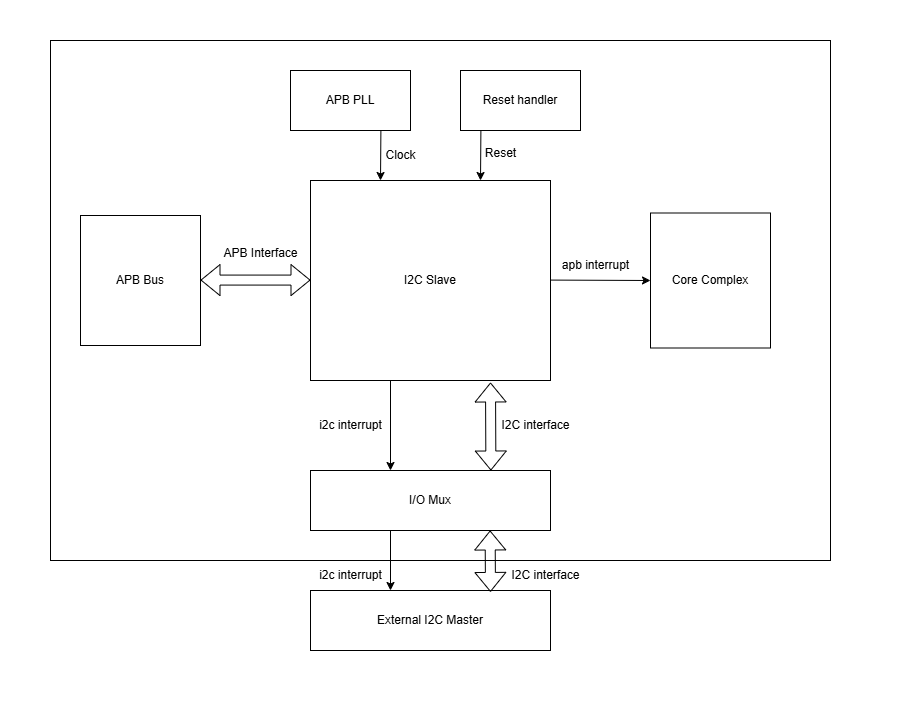 APB PLL
Reset handler
Clock
Reset
APB Interface
APB Bus
I2C Slave
apb interrupt
Core Complex
i2c interrupt
I2C interface
I/O Mux
i2c interrupt
I2C interface
External I2C Master